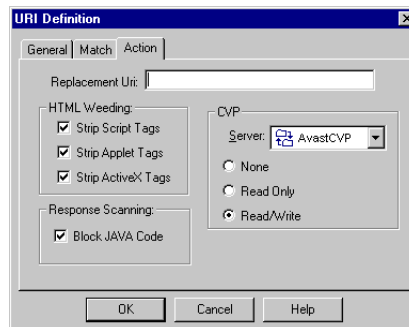 URI Definition
General Match Action
Replacement Uri:
HTML Weeding:
Strip Script Tags
Strip Applet Tags
Strip ActiveX Tags
Response Scanning:
Block JAVA Code
CVP
Server: AvastCVP
None
Read Only
Read/Write
OK Cancel Help